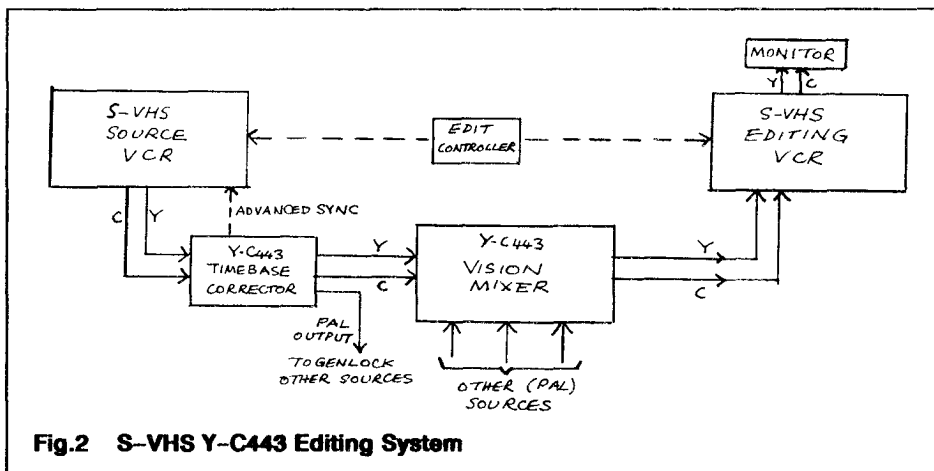 MONITOR
Y C
S-VHS
SOURCE
VCR
EDIT
CONTROLLER
S-VHS
EDITING
VCR
C Y
ADVANCED SYNC
Y-C443
TIMEBASE
CORRECTOR
Y
C
Y-C443
VISION
MIXER
Y
C
PAL
OUTPUT
TO GENLOCK
OTHER SOURCES
OTHER (PAL)
SOURCES
Fig.2 S-VHS Y-C443 Editing System